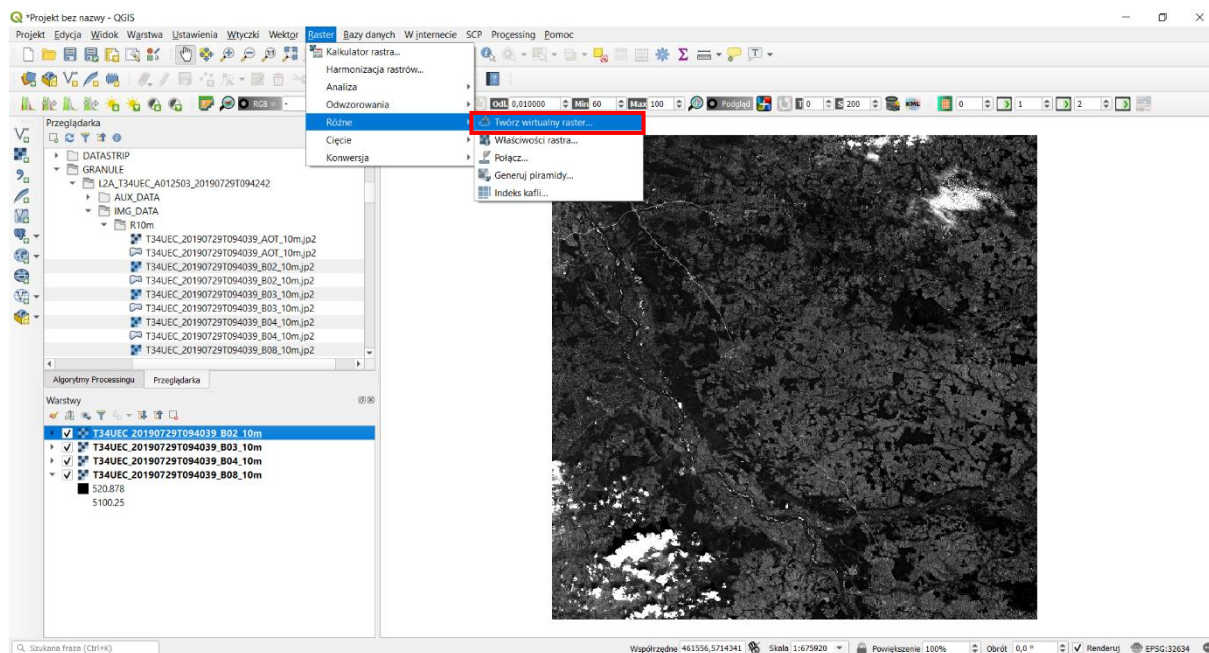 *Projekt bez nazwy - QGIS
Projekt Edycja Widok Warstwa Ustawienia Wtyczki Wektor Raster Bazy danych W internecie SCP Processing Pomoc
Kalkulator rastra...
Harmonizacja rastrów...
Analiza
Odwzorowania
Różne
Cięcie
Konwersja
RGB = -
Odl. 0,010000 Min 60 Max 100 Podgląd T 0 S 200 KML 0 1 2
Twórz wirtualny raster...
Właściwości rastra...
Połącz...
Generuj piramidy...
Indeks kafli...
Przeglądarka
DATASTRIP
GRANULE
L2A_T34UEC_A012503_20190729T094242
AUX_DATA
IMG_DATA
R10m
T34UEC_20190729T094039_AOT_10m.jp2
T34UEC_20190729T094039_AOT_10m.jp2
T34UEC_20190729T094039_B02_10m.jp2
T34UEC_20190729T094039_B02_10m.jp2
T34UEC_20190729T094039_B03_10m.jp2
T34UEC_20190729T094039_B03_10m.jp2
T34UEC_20190729T094039_B04_10m.jp2
T34UEC_20190729T094039_B04_10m.jp2
T34UEC_20190729T094039_B08_10m.jp2
Algorytmy Processingu Przeglądarka
Warstwy
T34UEC_20190729T094039_B02_10m
T34UEC_20190729T094039_B03_10m
T34UEC_20190729T094039_B04_10m
T34UEC_20190729T094039_B08_10m
520.878
5100.25
Szukana fraza (Ctrl+K) Współrzędne 461556,5714341 Skala 1:675920 Powiększenie 100% Obrót 0,0 ° Renderuj EPSG:32634